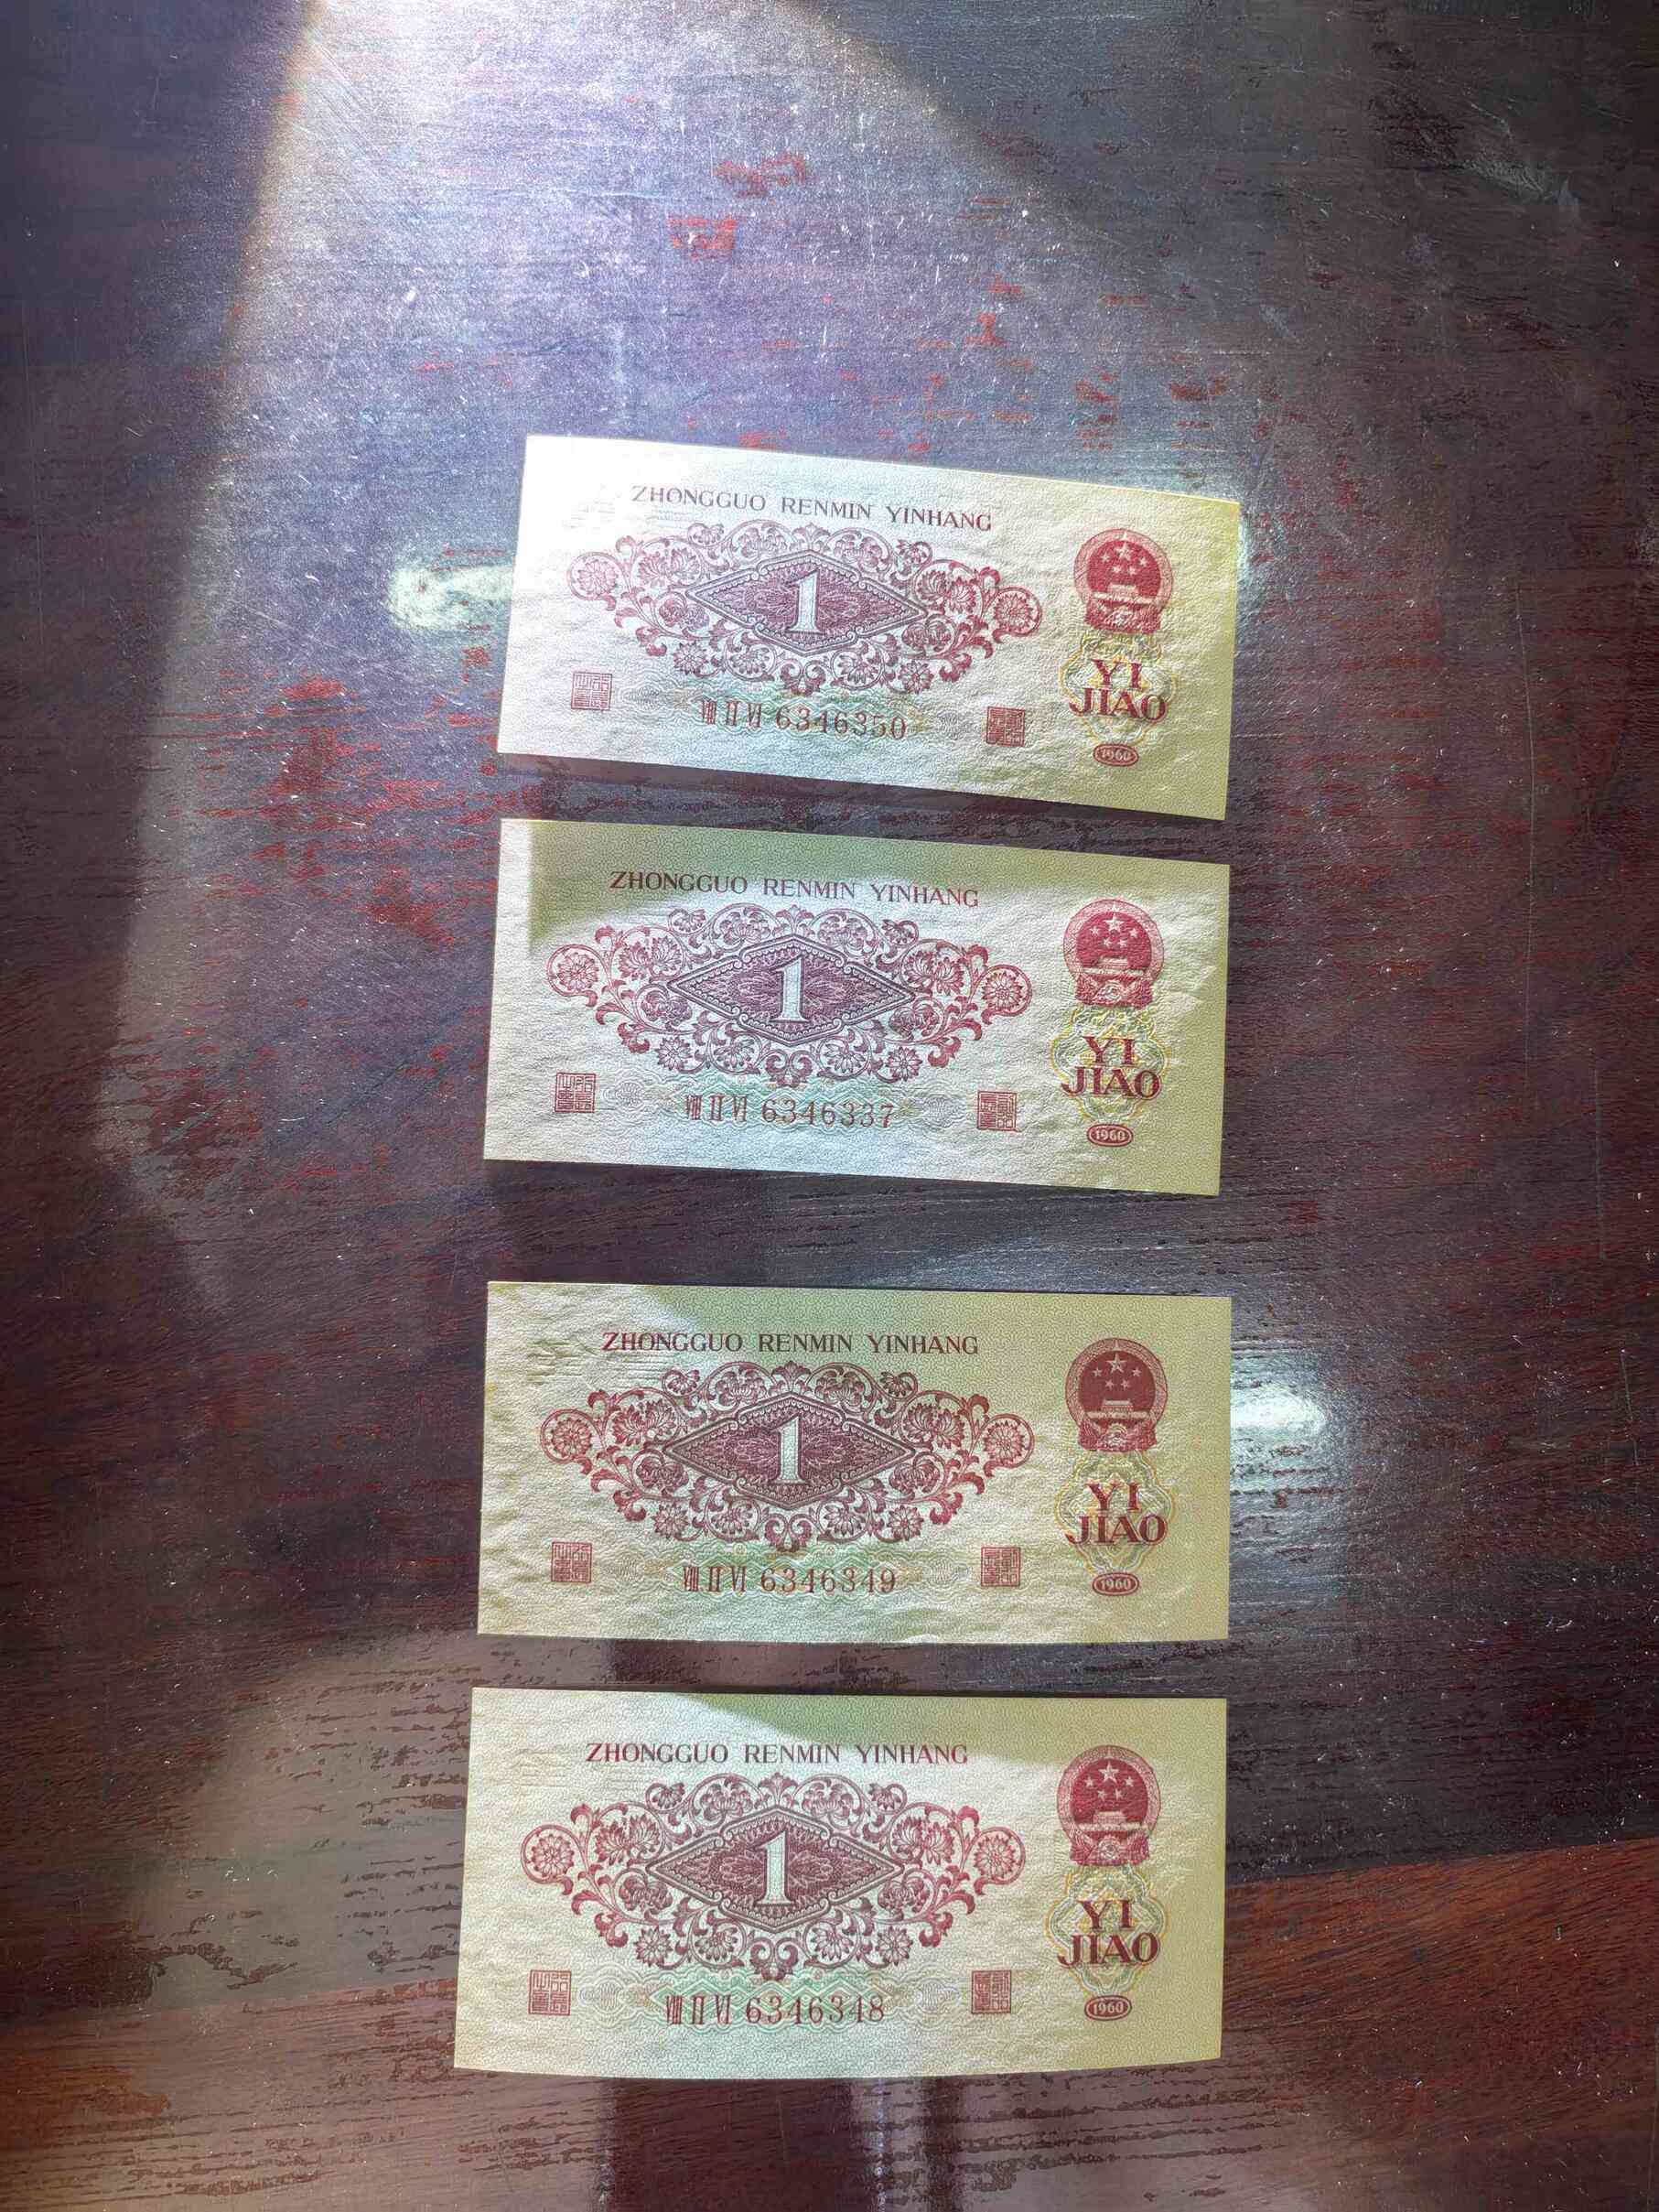 ZHONGGUO RENMIN YINHANG
1
YI
JIAO
VIII II VI 6346350
1960
ZHONGGUO RENMIN YINHANG
1
YI
JIAO
VIII II VI 6346337
1960
ZHONGGUO RENMIN YINHANG
1
YI
JIAO
VIII II VI 6346349
1960
ZHONGGUO RENMIN YINHANG
1
YI
JIAO
VIII II VI 6346348
1960